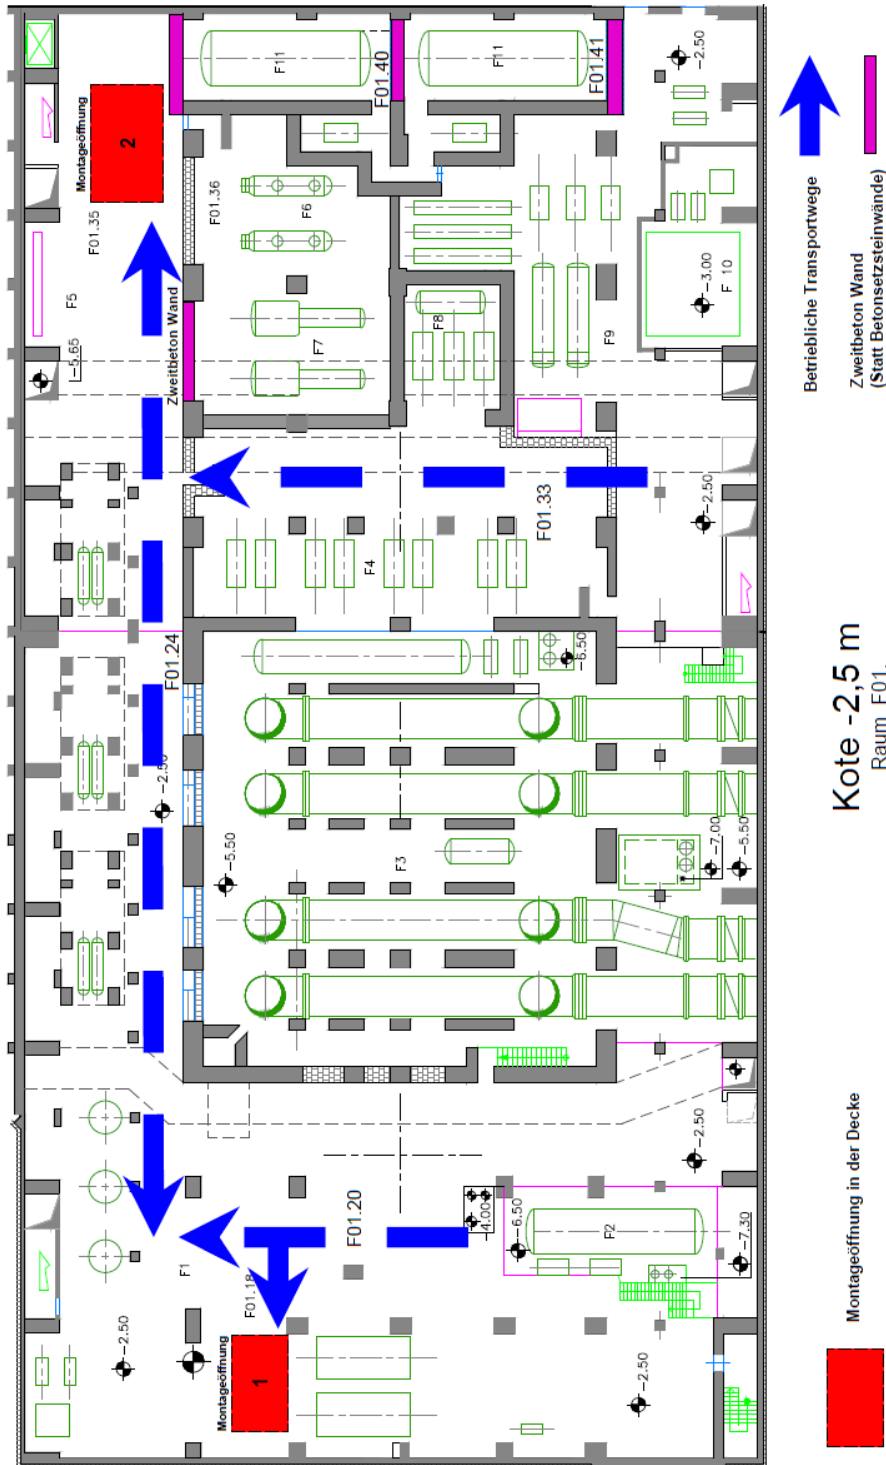 Montageöffnung
2
F01.35
F5
-5.65
Zweitbeton Wand
F01.36
F6
F7
F8
F11
F01.40
F11
F01.41
-2.50
F9
-3.00
F 10
F01.33
F4
-2.50
F01.24
-2.50
-5.50
F3
-6.50
-7.00
-5.50
F01.20
F1
F01.18
-2.50
Montageöffnung
1
-4.00
-6.50
F2
-7.30
-2.50
-2.50
Betriebliche Transportwege
Zweitbeton Wand
(Statt Betonsetzsteinwände)
Kote -2,5 m
Raum F01.
Montageöffnung in der Decke